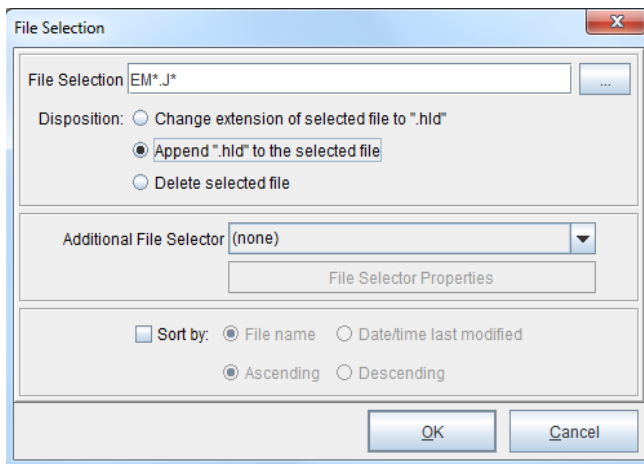 File Selection
File Selection EM*.J* ...
Disposition: Change extension of selected file to ".hld"
Append ".hld" to the selected file
Delete selected file
Additional File Selector (none)
File Selector Properties
Sort by: File name Date/time last modified
Ascending Descending
OK Cancel